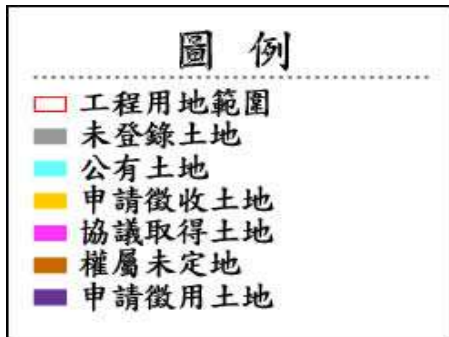 圖 例
工程用地範圍
未登錄土地
公有土地
申請徵收土地
協議取得土地
權屬未定地
申請徵用土地